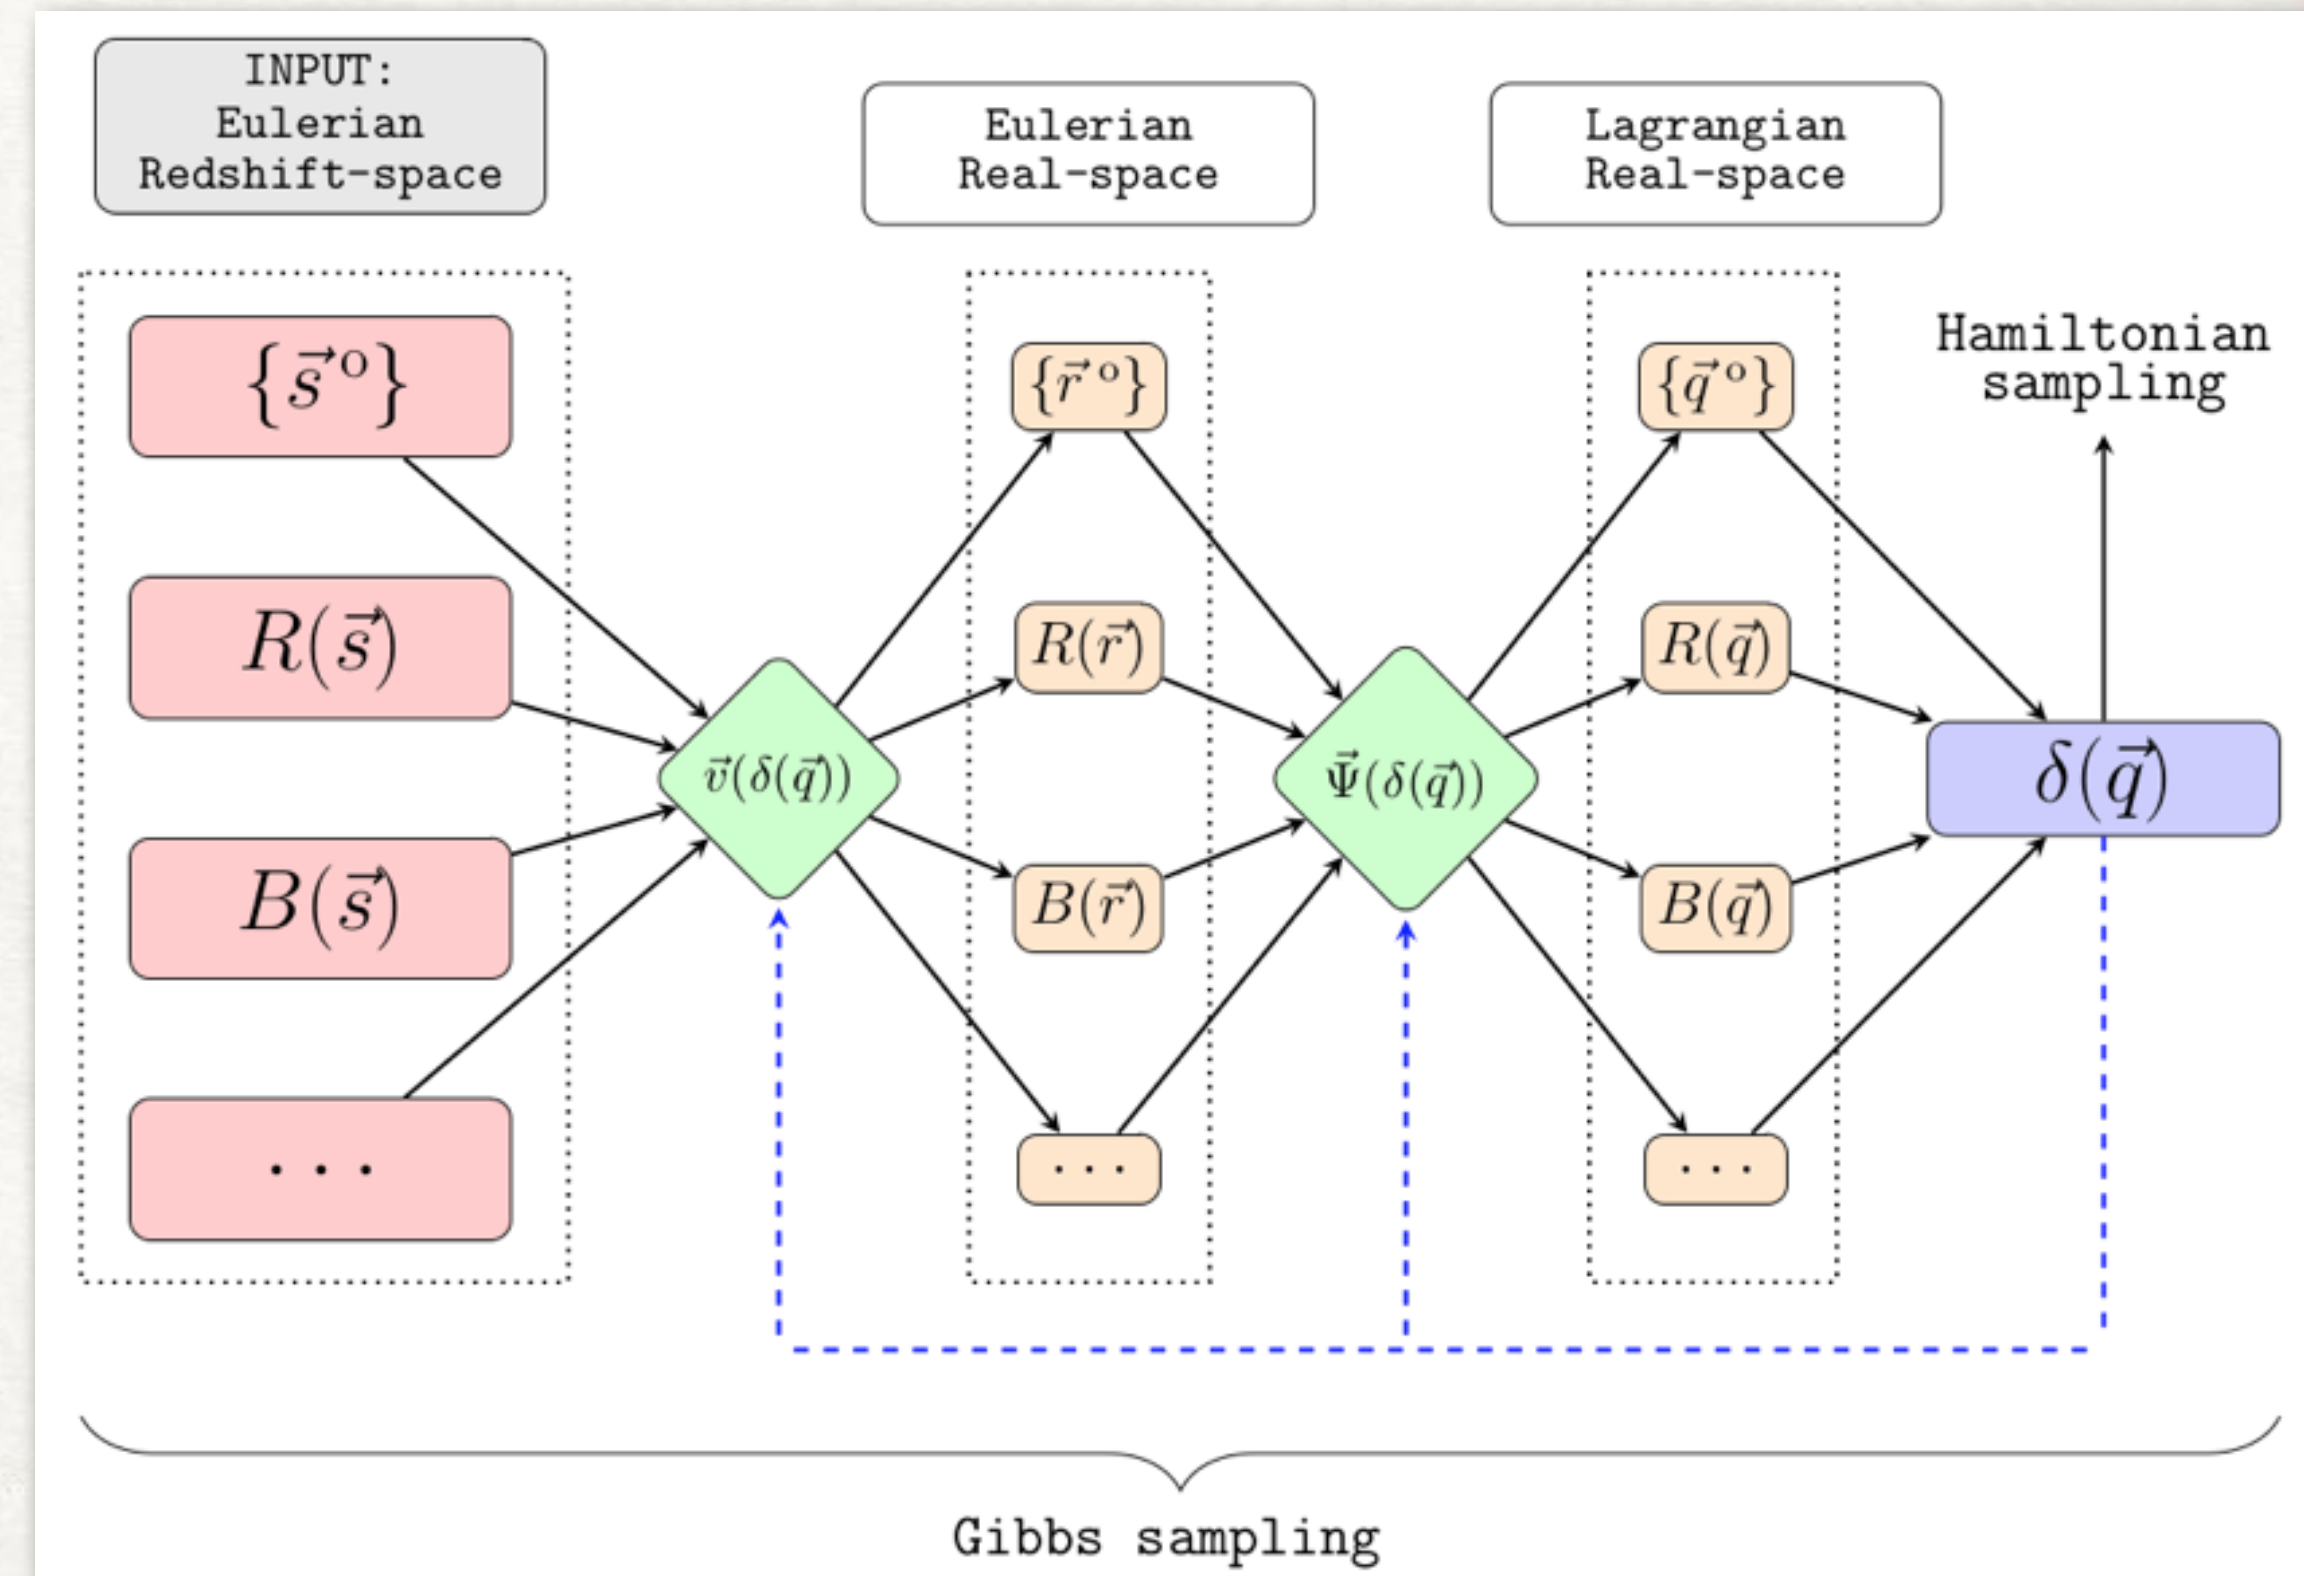 INPUT:
Eulerian
Redshift-space
Eulerian
Real-space
Lagrangian
Real-space
{s⃗ ᵒ}
R(s⃗)
B(s⃗)
· · ·
v⃗(δ(q⃗))
{r⃗ ᵒ}
R(r⃗)
B(r⃗)
· · ·
Ψ⃗(δ(q⃗))
{q⃗ ᵒ}
R(q⃗)
B(q⃗)
· · ·
Hamiltonian
sampling
δ(q⃗)
Gibbs sampling